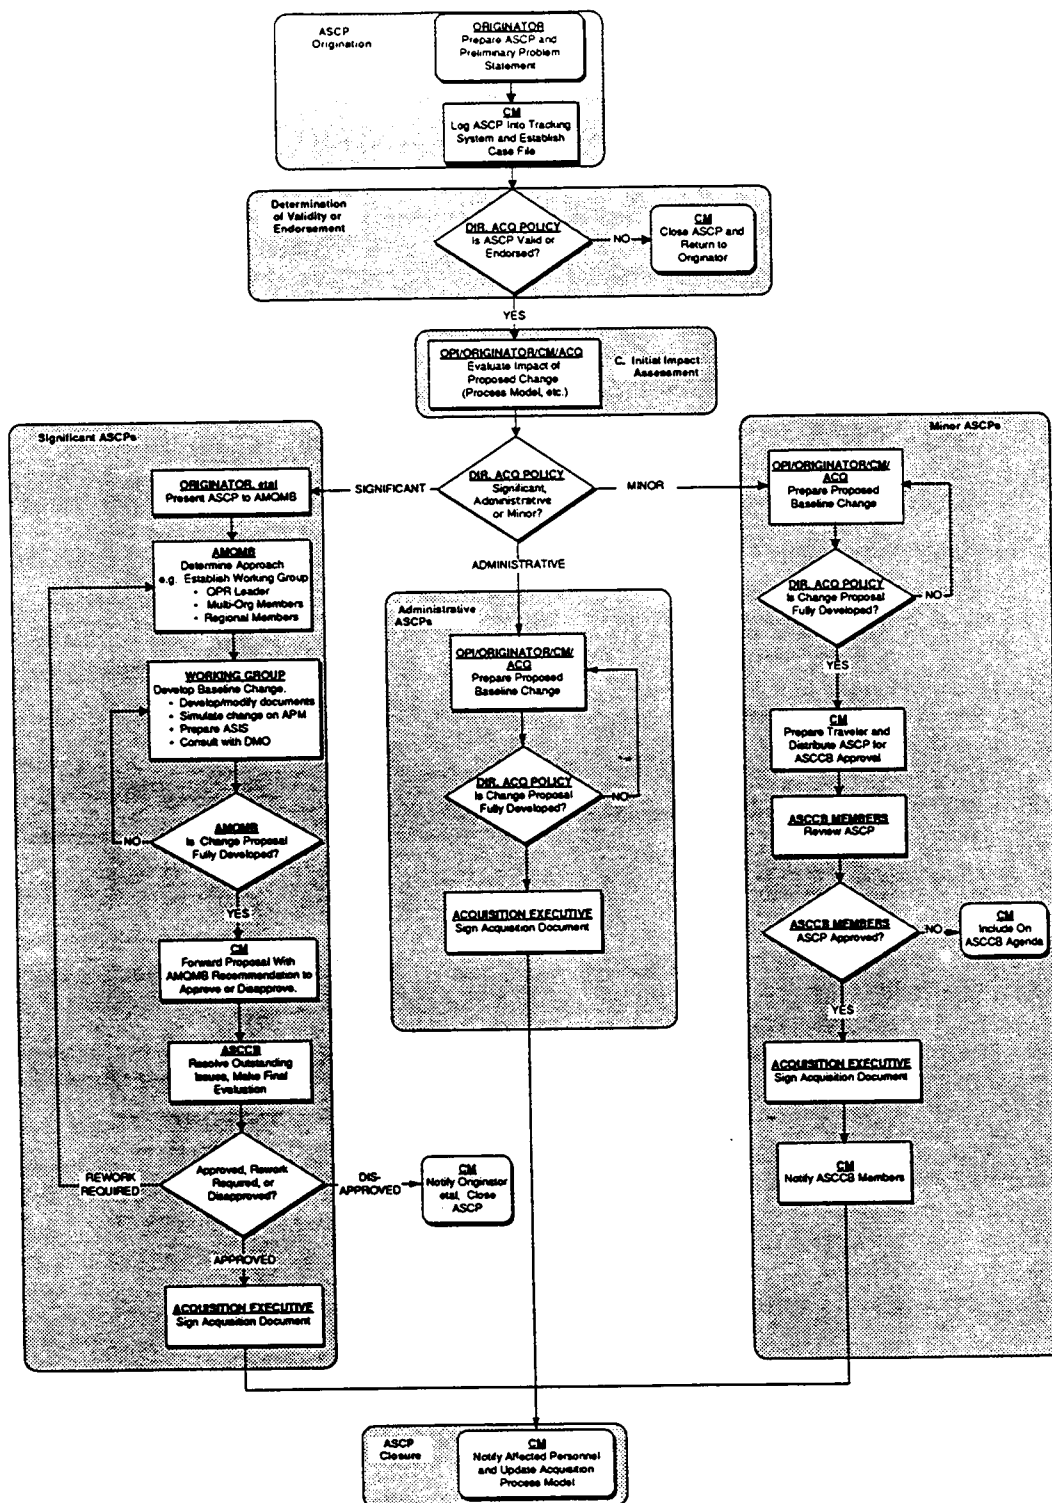 ASCP
Origination
ORIGINATOR
Prepare ASCP and
Preliminary Problem
Statement
CM
Log ASCP Into Tracking
System and Establish
Case File
Determination
of Validity or
Endorsement
DIR. ACQ POLICY
Is ASCP Valid or
Endorsed?
NO
CM
Close ASCP and
Return to
Originator
YES
OPI/ORIGINATOR/CM/ACQ
Evaluate Impact of
Proposed Change
(Process Model, etc.)
C. Initial Impact
Assessment
DIR. ACQ POLICY
Significant,
Administrative
or Minor?
SIGNIFICANT
MINOR
ADMINISTRATIVE
Significant ASCPs
ORIGINATOR, etal
Present ASCP to AMOMB
AMOMB
Determine Approach
e.g. Establish Working Group
• OPR Leader
• Multi-Org Members
• Regional Members
WORKING GROUP
Develop Baseline Change.
• Develop/modify documents
• Simulate change on APM
• Prepare ASIS
• Consult with DMO
AMOMB
Is Change Proposal
Fully Developed?
NO
YES
CM
Forward Proposal With
AMOMB Recommendation to
Approve or Disapprove.
ASCCB
Resolve Outstanding
Issues, Make Final
Evaluation
Approved, Rework
Required, or
Disapproved?
REWORK
REQUIRED
DIS-
APPROVED
CM
Notify Originator
etal, Close
ASCP
APPROVED
ACQUISITION EXECUTIVE
Sign Acquisition Document
Administrative
ASCPs
OPI/ORIGINATOR/CM/
ACQ
Prepare Proposed
Baseline Change
DIR. ACQ POLICY
Is Change Proposal
Fully Developed?
NO
ACQUISITION EXECUTIVE
Sign Acquisition Document
Minor ASCPs
OPI/ORIGINATOR/CM/
ACQ
Prepare Proposed
Baseline Change
DIR. ACQ POLICY
Is Change Proposal
Fully Developed?
NO
YES
CM
Prepare Traveler and
Distribute ASCP for
ASCCB Approval
ASCCB MEMBERS
Review ASCP
ASCCB MEMBERS
ASCP Approved?
NO
CM
Include On
ASCCB Agenda
YES
ACQUISITION EXECUTIVE
Sign Acquisition Document
CM
Notify ASCCB Members
ASCP
Closure
CM
Notify Affected Personnel
and Update Acquisition
Process Model